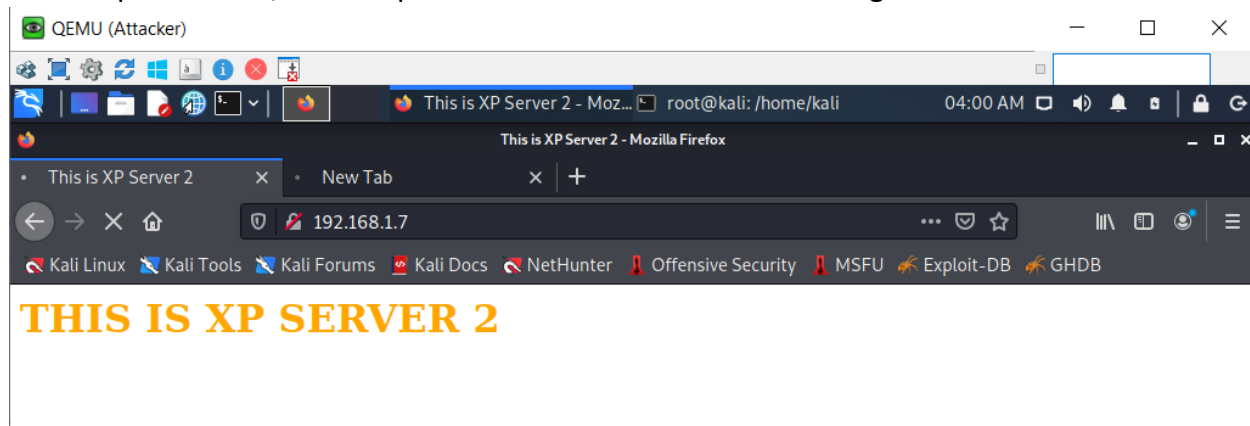 QEMU (Attacker)
This is XP Server 2 - Moz... root@kali: /home/kali 04:00 AM
This is XP Server 2 - Mozilla Firefox
This is XP Server 2 New Tab
192.168.1.7
Kali Linux Kali Tools Kali Forums Kali Docs NetHunter Offensive Security MSFU Exploit-DB GHDB
THIS IS XP SERVER 2